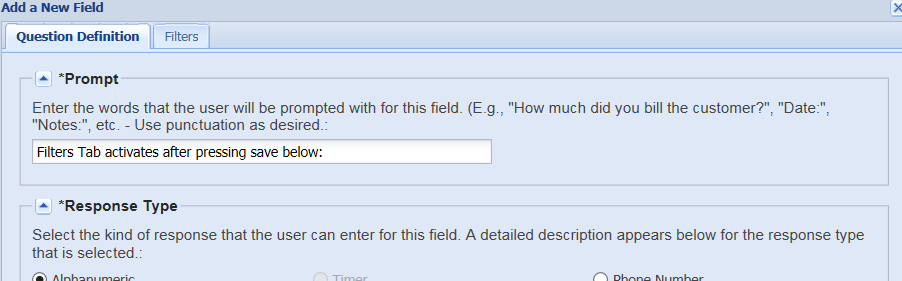 Add a New Field
Question Definition Filters
*Prompt
Enter the words that the user will be prompted with for this field. (E.g., "How much did you bill the customer?", "Date:",
"Notes:", etc. - Use punctuation as desired.:
Filters Tab activates after pressing save below:
*Response Type
Select the kind of response that the user can enter for this field. A detailed description appears below for the response type
that is selected.:
Alphanumeric Timer Phone Number